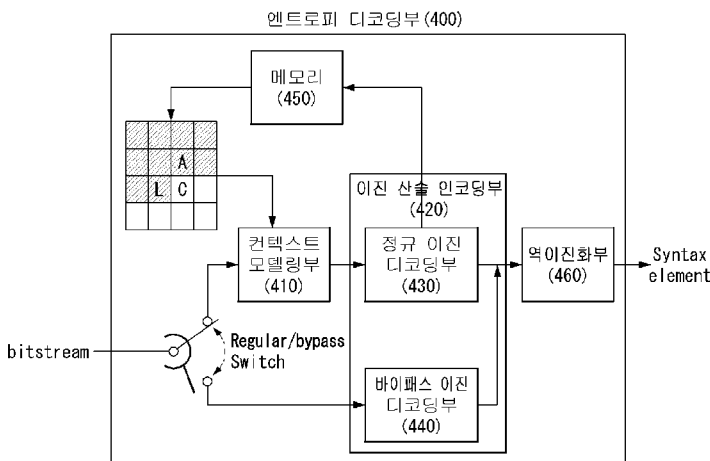 엔트로피 디코딩부(400)
메모리
(450)
A
L C
이진 산술 인코딩부
(420)
컨텍스트
모델링부
(410)
정규 이진
디코딩부
(430)
역이진화부
(460)
Syntax
element
bitstream
Regular/bypass
Switch
바이패스 이진
디코딩부
(440)